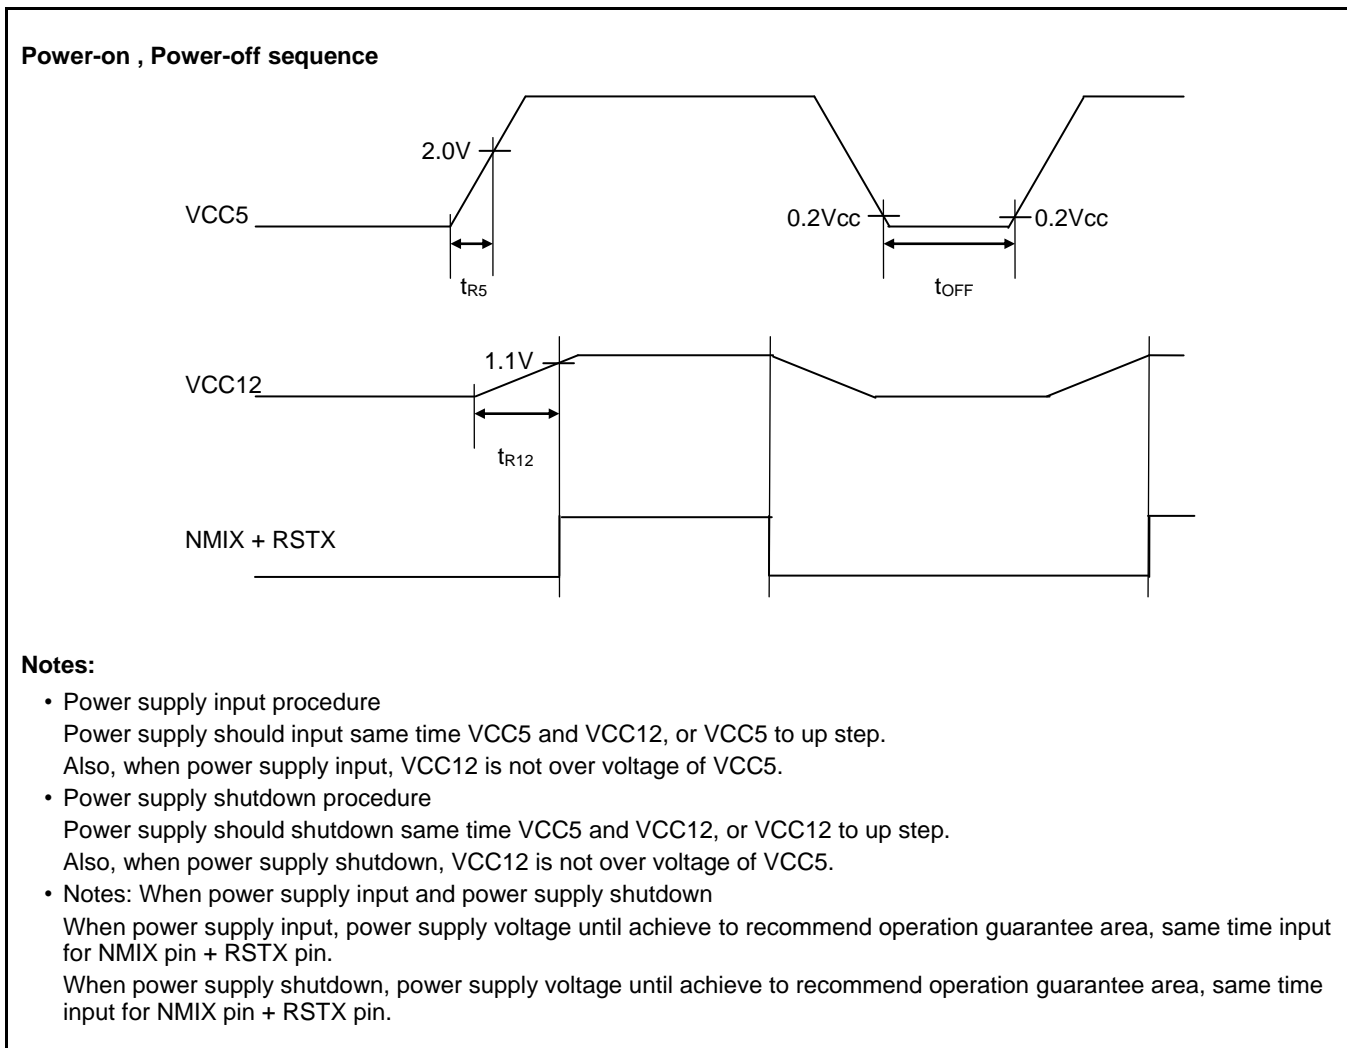 Power-on , Power-off sequence
2.0V
VCC5
0.2Vcc
0.2Vcc
tR5
tOFF
1.1V
VCC12
tR12
NMIX + RSTX
Notes:
• Power supply input procedure
Power supply should input same time VCC5 and VCC12, or VCC5 to up step.
Also, when power supply input, VCC12 is not over voltage of VCC5.
• Power supply shutdown procedure
Power supply should shutdown same time VCC5 and VCC12, or VCC12 to up step.
Also, when power supply shutdown, VCC12 is not over voltage of VCC5.
• Notes: When power supply input and power supply shutdown
When power supply input, power supply voltage until achieve to recommend operation guarantee area, same time input
for NMIX pin + RSTX pin.
When power supply shutdown, power supply voltage until achieve to recommend operation guarantee area, same time
input for NMIX pin + RSTX pin.